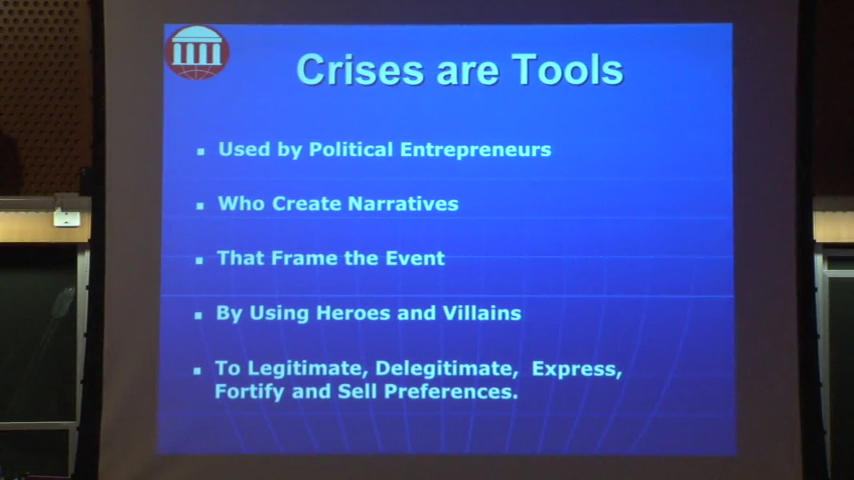 Crises are Tools
Used by Political Entrepreneurs
Who Create Narratives
That Frame the Event
By Using Heroes and Villains
To Legitimate, Delegitimate, Express,
Fortify and Sell Preferences.